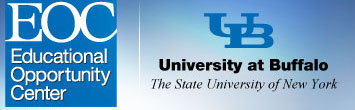 EOC
Educational
Opportunity
Center
UB
University at Buffalo
The State University of New York